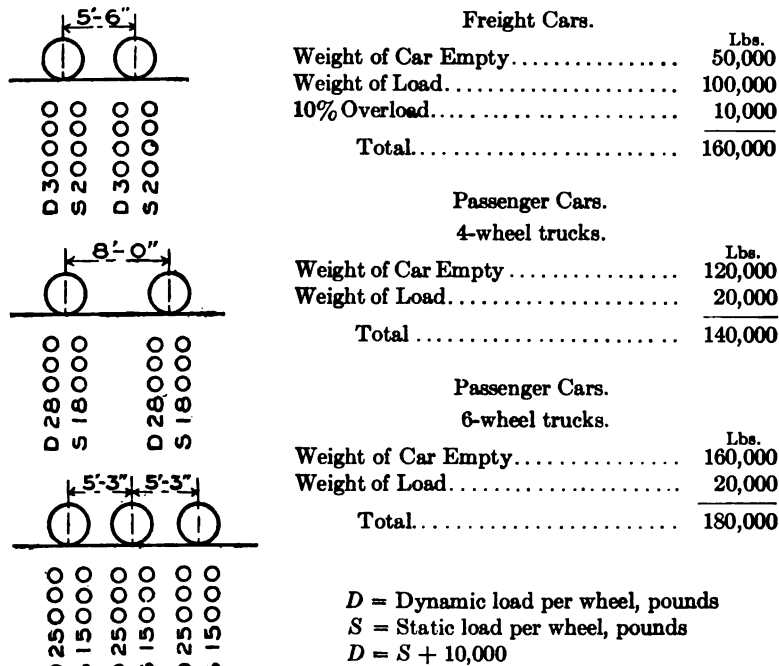 5'-6"
D 30000 S 20000 D 30000 S 20000
Freight Cars.
Lbs.
Weight of Car Empty................ 50,000
Weight of Load........................ 100,000
10% Overload......................... 10,000
Total........................... 160,000
8'-0"
D 28000 S 18000 D 28000 S 18000
Passenger Cars.
4-wheel trucks.
Lbs.
Weight of Car Empty ................ 120,000
Weight of Load....................... 20,000
Total .......................... 140,000
5'-3" 5'-3"
D 25000 S 15000 D 25000 S 15000 D 25000 S 15000
Passenger Cars.
6-wheel trucks.
Lbs.
Weight of Car Empty................ 160,000
Weight of Load....................... 20,000
Total........................... 180,000
D = Dynamic load per wheel, pounds
S = Static load per wheel, pounds
D = S + 10,000